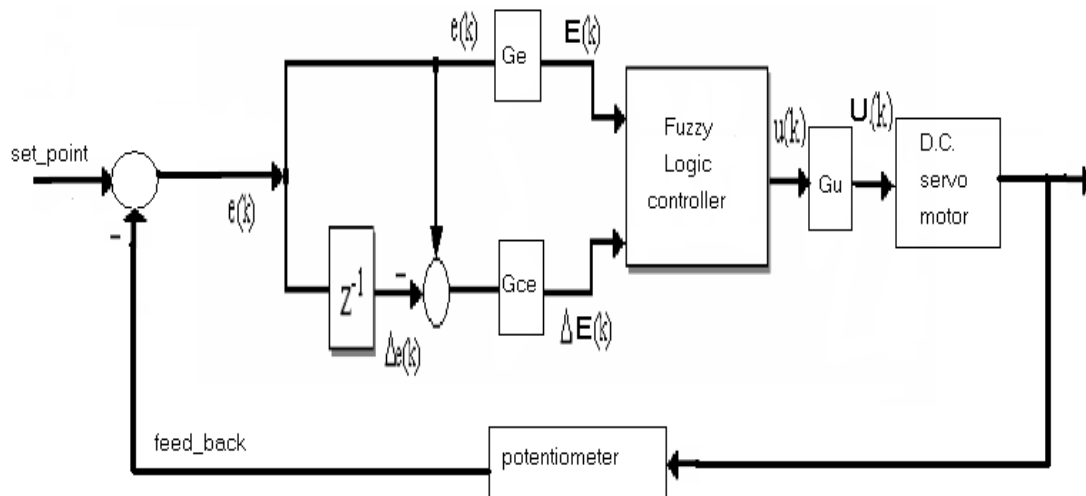 e(k)
Ge
E(k)
set_point
-
e(k)
Z-1
-
Δe(k)
Gce
ΔE(k)
Fuzzy
Logic
controller
u(k)
Gu
U.(k)
D.C.
servo
motor
feed_back
potentiometer